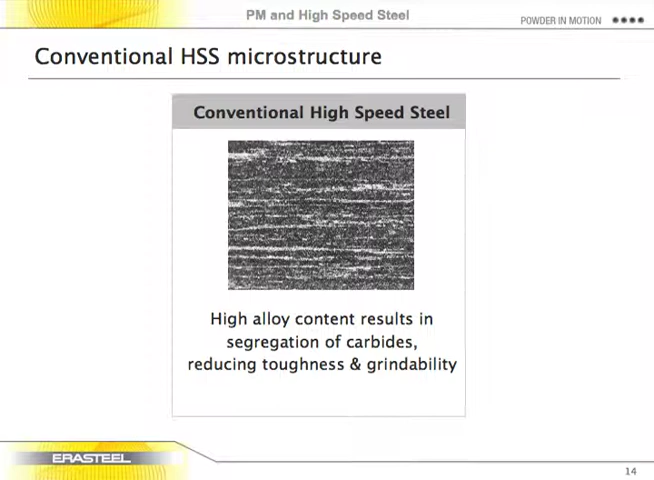 PM and High Speed Steel
POWDER IN MOTION
Conventional HSS microstructure
Conventional High Speed Steel
High alloy content results in
segregation of carbides,
reducing toughness & grindability
ERASTEEL
14